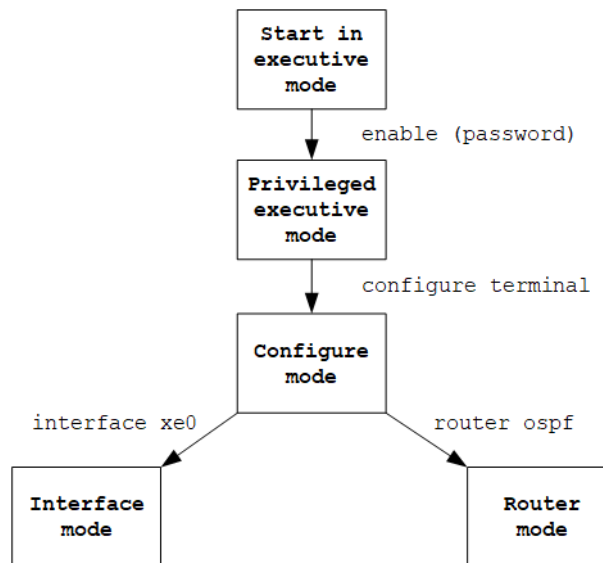 Start in
executive
mode
enable (password)
Privileged
executive
mode
configure terminal
Configure
mode
interface xe0
router ospf
Interface
mode
Router
mode